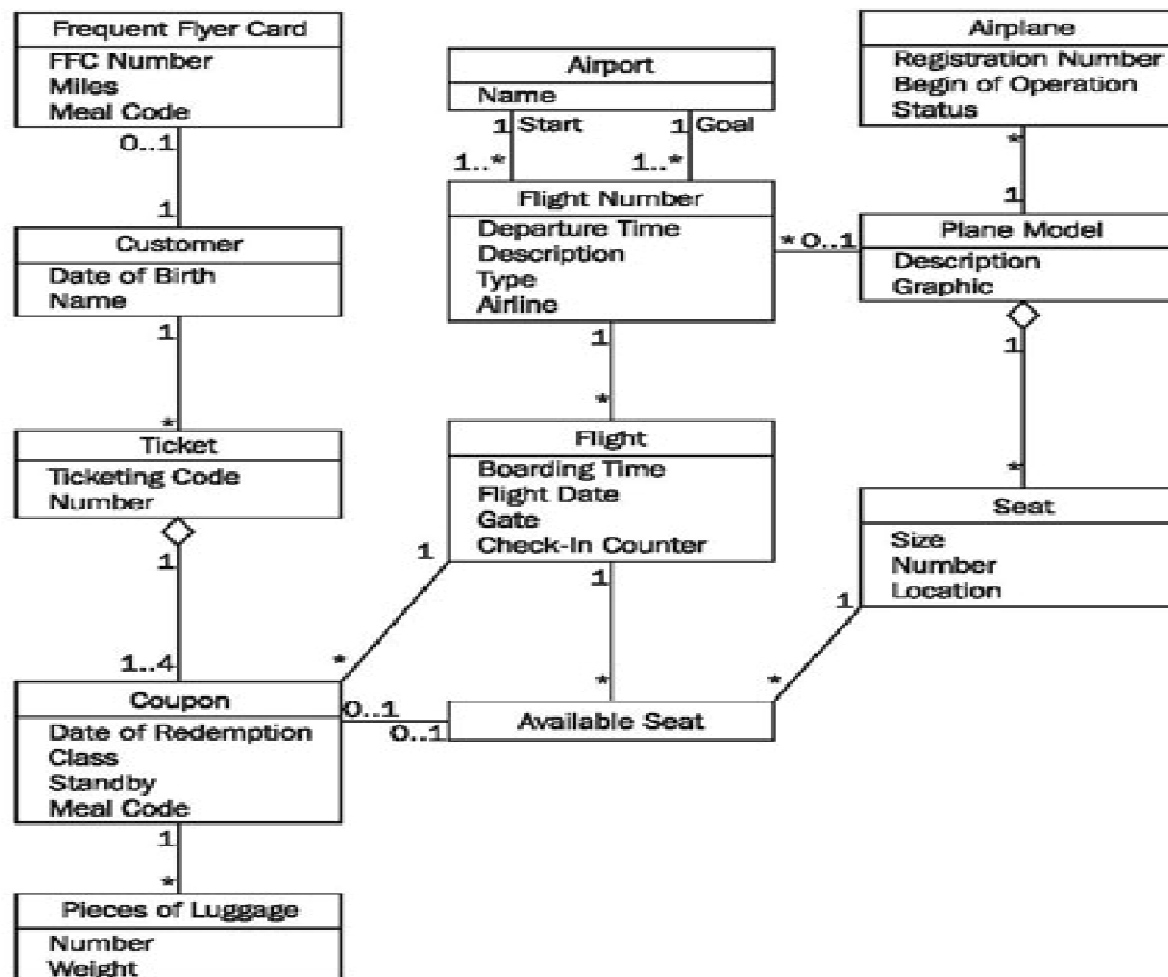 Frequent Flyer Card
FFC Number
Miles
Meal Code
0..1
1
Customer
Date of Birth
Name
1
*
Ticket
Ticketing Code
Number
1
1..4
Coupon
Date of Redemption
Class
Standby
Meal Code
1
*
Pieces of Luggage
Number
Weight
Airport
Name
1 Start
1 Goal
1..*
1..*
Flight Number
Departure Time
Description
Type
Airline
* 0..1
1
*
Flight
Boarding Time
Flight Date
Gate
Check-In Counter
1
*
1
*
0..1
0..1
Available Seat
Airplane
Registration Number
Begin of Operation
Status
*
1
Plane Model
Description
Graphic
1
*
Seat
Size
Number
Location
1
*